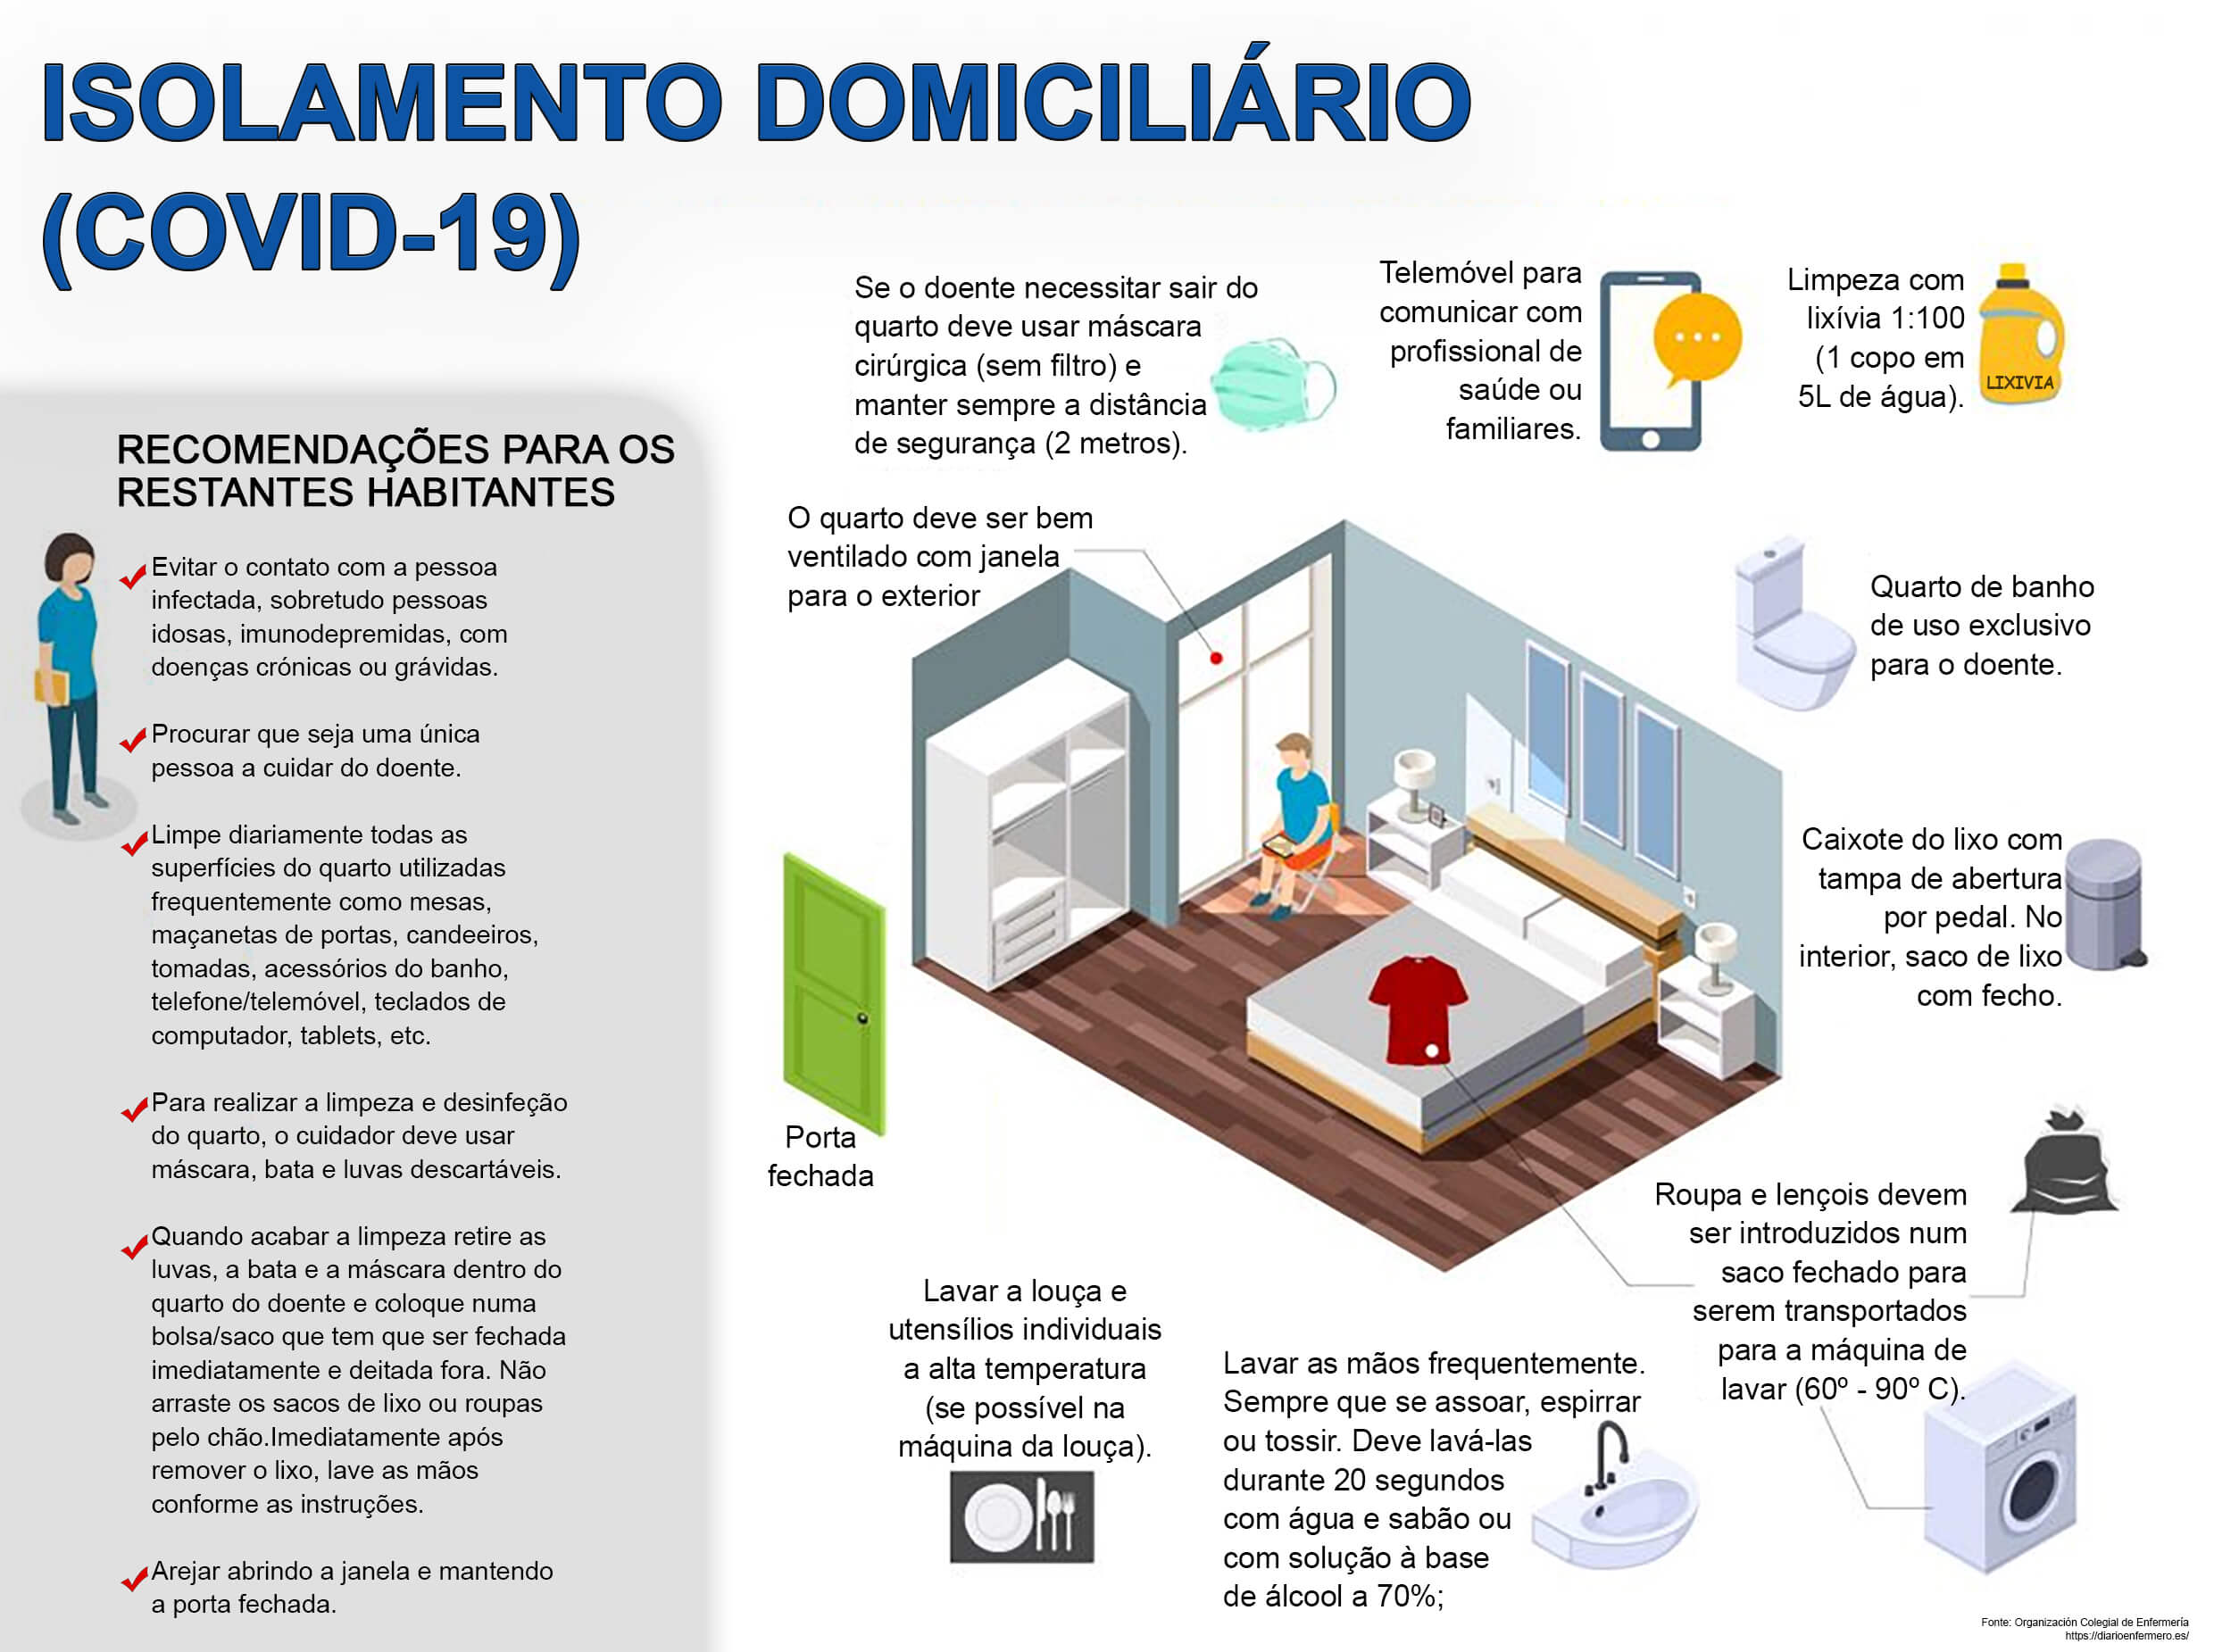 ISOLAMENTO DOMICILIÁRIO
(COVID-19)
RECOMENDAÇÕES PARA OS
RESTANTES HABITANTES
Evitar o contato com a pessoa
infectada, sobretudo pessoas
idosas, imunodepremidas, com
doenças crónicas ou grávidas.
Procurar que seja uma única
pessoa a cuidar do doente.
Limpe diariamente todas as
superfícies do quarto utilizadas
frequentemente como mesas,
maçanetas de portas, candeeiros,
tomadas, acessórios do banho,
telefone/telemóvel, teclados de
computador, tablets, etc.
Para realizar a limpeza e desinfeção
do quarto, o cuidador deve usar
máscara, bata e luvas descartáveis.
Quando acabar a limpeza retire as
luvas, a bata e a máscara dentro do
quarto do doente e coloque numa
bolsa/saco que tem que ser fechada
imediatamente e deitada fora. Não
arraste os sacos de lixo ou roupas
pelo chão.Imediatamente após
remover o lixo, lave as mãos
conforme as instruções.
Arejar abrindo a janela e mantendo
a porta fechada.
Se o doente necessitar sair do
quarto deve usar máscara
cirúrgica (sem filtro) e
manter sempre a distância
de segurança (2 metros).
Telemóvel para
comunicar com
profissional de
saúde ou
familiares.
Limpeza com
lixívia 1:100
(1 copo em
5L de água).
LIXIVIA
O quarto deve ser bem
ventilado com janela
para o exterior
Quarto de banho
de uso exclusivo
para o doente.
Caixote do lixo com
tampa de abertura
por pedal. No
interior, saco de lixo
com fecho.
Porta
fechada
Roupa e lençois devem
ser introduzidos num
saco fechado para
serem transportados
para a máquina de
lavar (60º - 90º C).
Lavar a louça e
utensílios individuais
a alta temperatura
(se possível na
máquina da louça).
Lavar as mãos frequentemente.
Sempre que se assoar, espirrar
ou tossir. Deve lavá-las
durante 20 segundos
com água e sabão ou
com solução à base
de álcool a 70%;
Fonte: Organización Colegial de Enfermería
https://diarioenfermero.es/